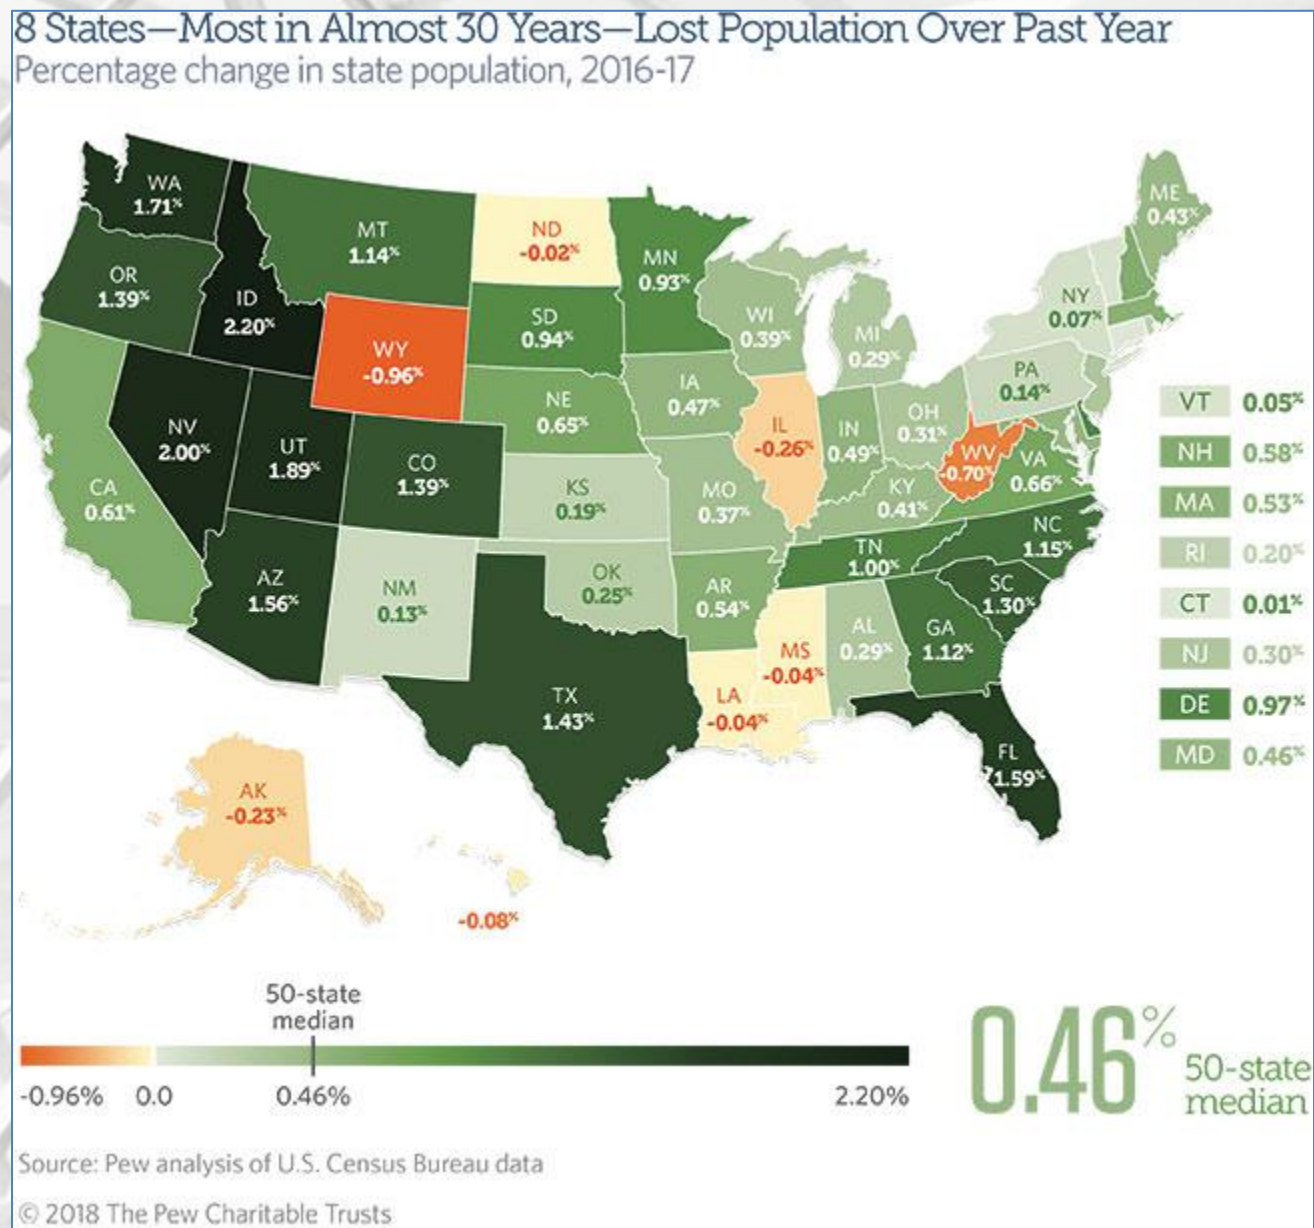 8 States—Most in Almost 30 Years—Lost Population Over Past Year
Percentage change in state population, 2016-17
WA
1.71%
OR
1.39%
ID
2.20%
MT
1.14%
WY
-0.96%
ND
-0.02%
SD
0.94%
NE
0.65%
MN
0.93%
WI
0.39%
MI
0.29%
IA
0.47%
IL
-0.26%
IN
0.49%
OH
0.31%
PA
0.14%
NY
0.07%
ME
0.43%
NV
2.00%
UT
1.89%
CO
1.39%
CA
0.61%
KS
0.19%
MO
0.37%
KY
0.41%
WV
-0.70%
VA
0.66%
AZ
1.56%
NM
0.13%
OK
0.25%
AR
0.54%
TN
1.00%
NC
1.15%
SC
1.30%
TX
1.43%
LA
-0.04%
MS
-0.04%
AL
0.29%
GA
1.12%
FL
1.59%
AK
-0.23%
-0.08%
VT 0.05%
NH 0.58%
MA 0.53%
RI 0.20%
CT 0.01%
NJ 0.30%
DE 0.97%
MD 0.46%
50-state
median
-0.96% 0.0 0.46% 2.20%
0.46%
50-state
median
Source: Pew analysis of U.S. Census Bureau data
© 2018 The Pew Charitable Trusts